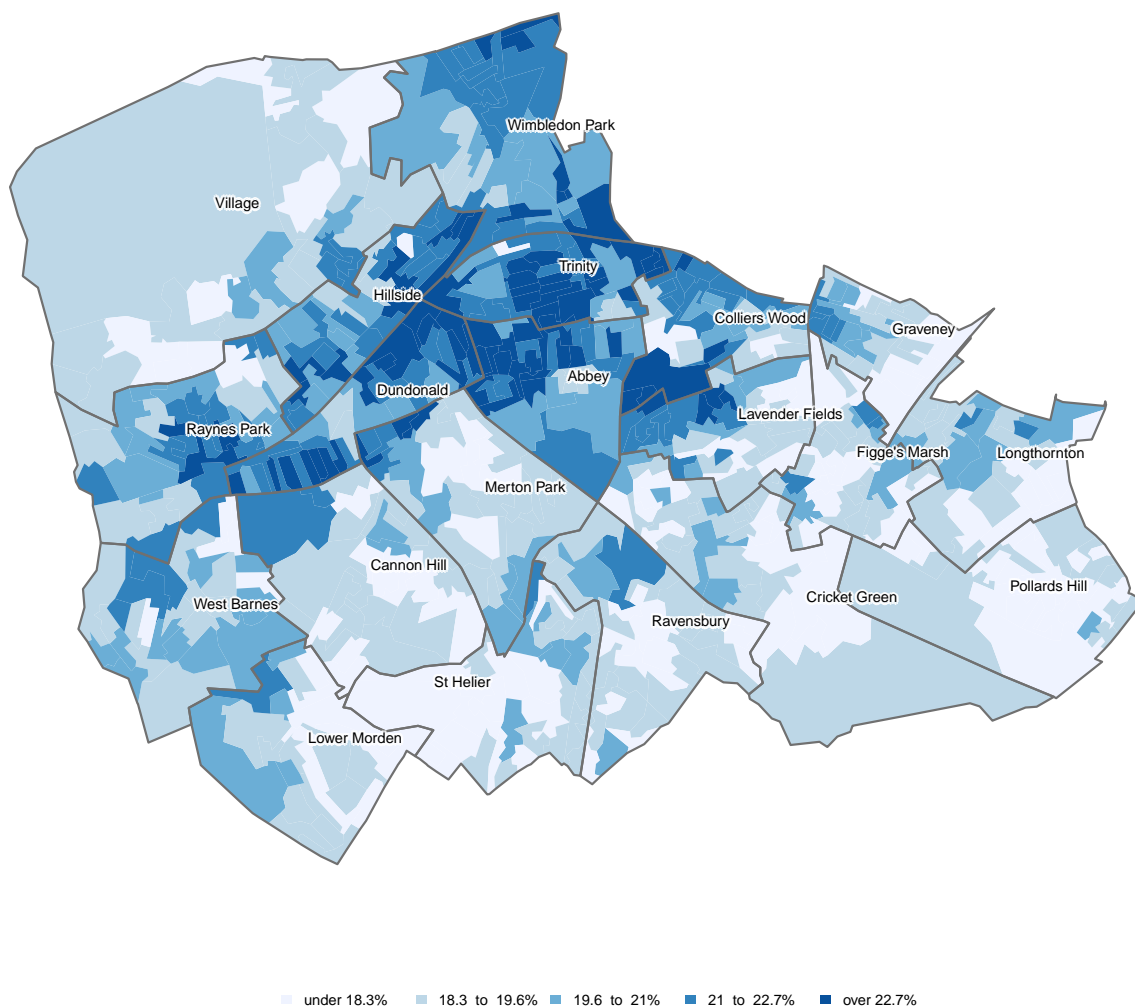 Wimbledon Park
Village
Trinity
Hillside
Colliers Wood
Graveney
Abbey
Dundonald
Lavender Fields
Raynes Park
Figge's Marsh
Longthornton
Merton Park
Cannon Hill
Pollards Hill
Cricket Green
West Barnes
Ravensbury
St Helier
Lower Morden
under 18.3% 18.3 to 19.6% 19.6 to 21% 21 to 22.7% over 22.7%